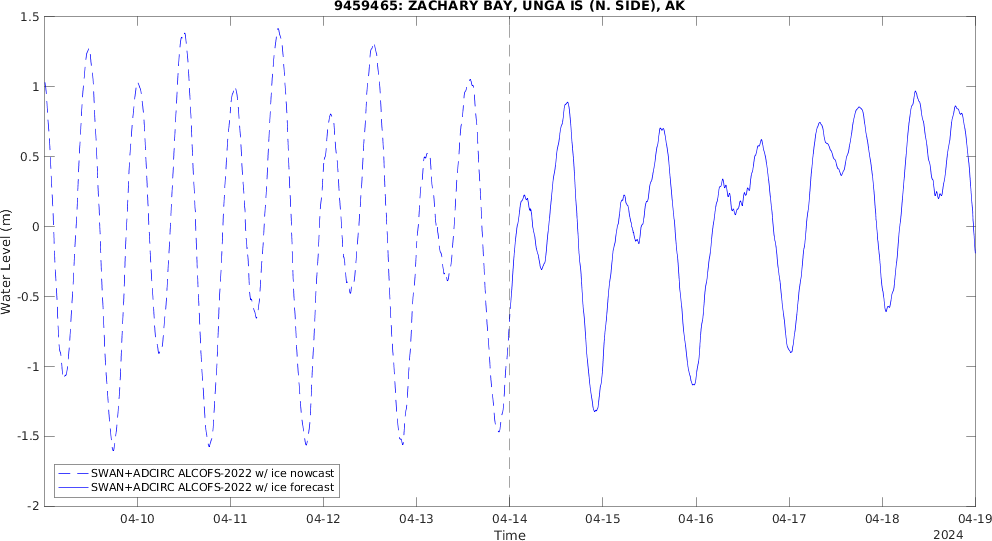 9459465: ZACHARY BAY, UNGA IS (N. SIDE), AK
1.5
1
0.5
0
-0.5
-1
-1.5
-2
Water Level (m)
SWAN+ADCIRC ALCOFS-2022 w/ ice nowcast
SWAN+ADCIRC ALCOFS-2022 w/ ice forecast
04-10 04-11 04-12 04-13 04-14 04-15 04-16 04-17 04-18 04-19
Time
2024